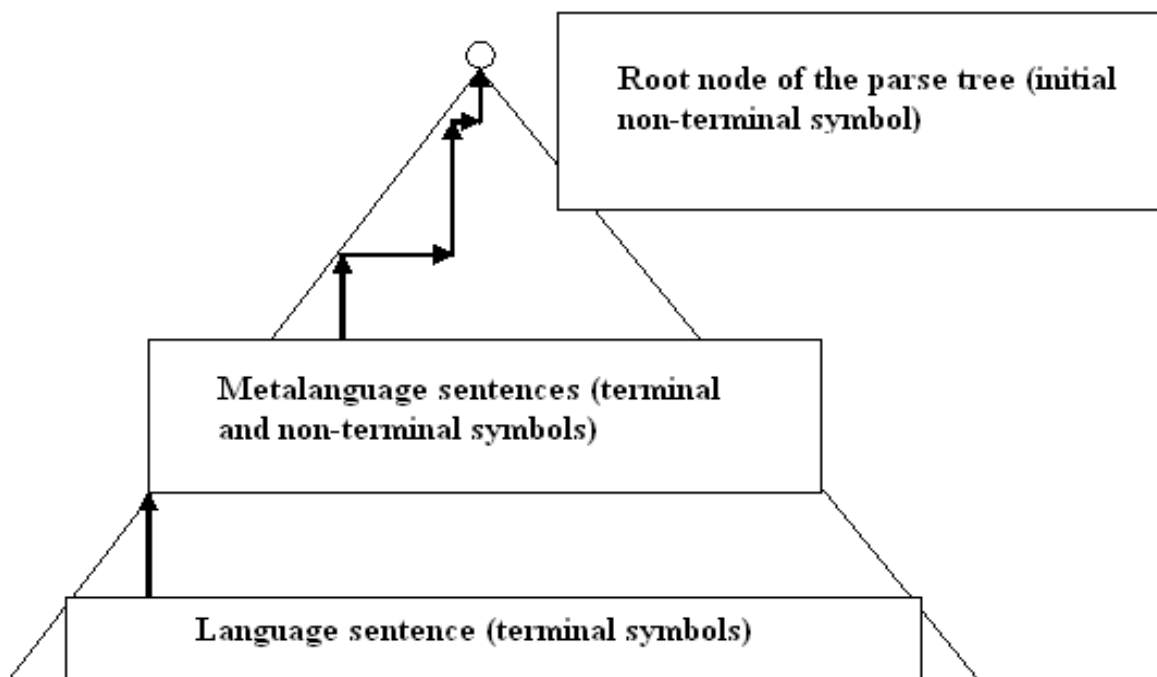 Root node of the parse tree (initial
non-terminal symbol)
Metalanguage sentences (terminal
and non-terminal symbols)
Language sentence (terminal symbols)